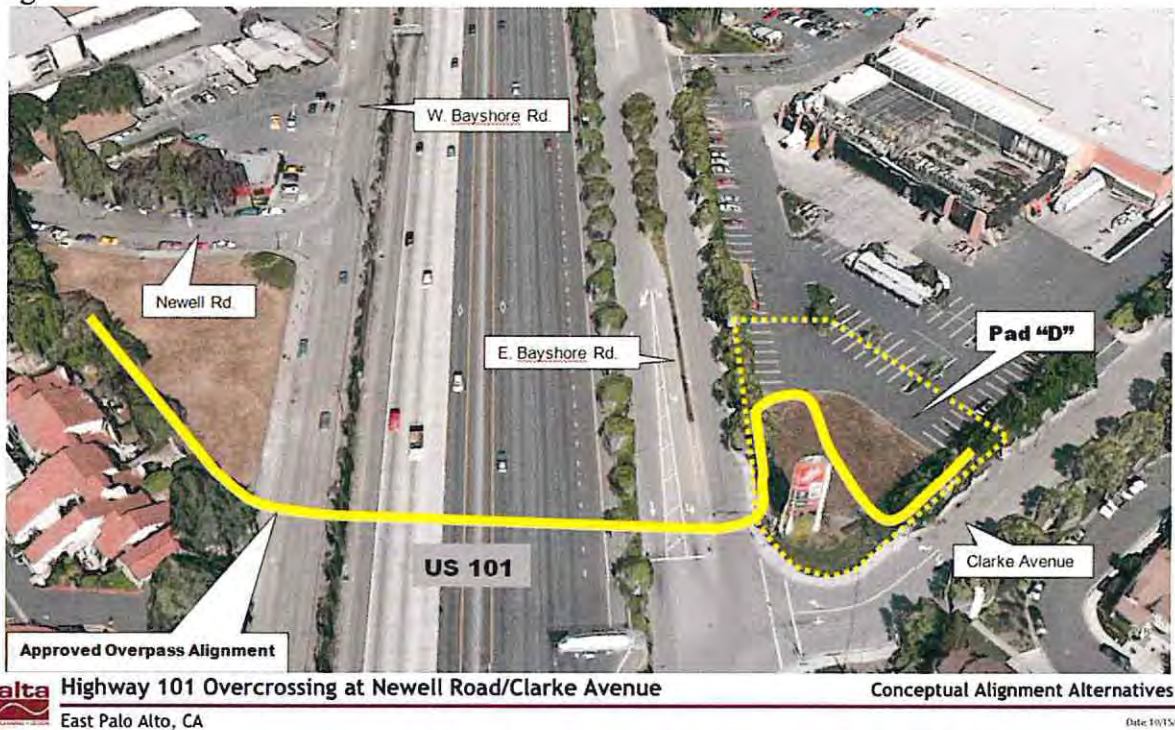 W. Bayshore Rd.
Newell Rd.
E. Bayshore Rd.
Pad “D”
US 101
Clarke Avenue
Approved Overpass Alignment
alta
Highway 101 Overcrossing at Newell Road/Clarke Avenue
Conceptual Alignment Alternatives
East Palo Alto, CA